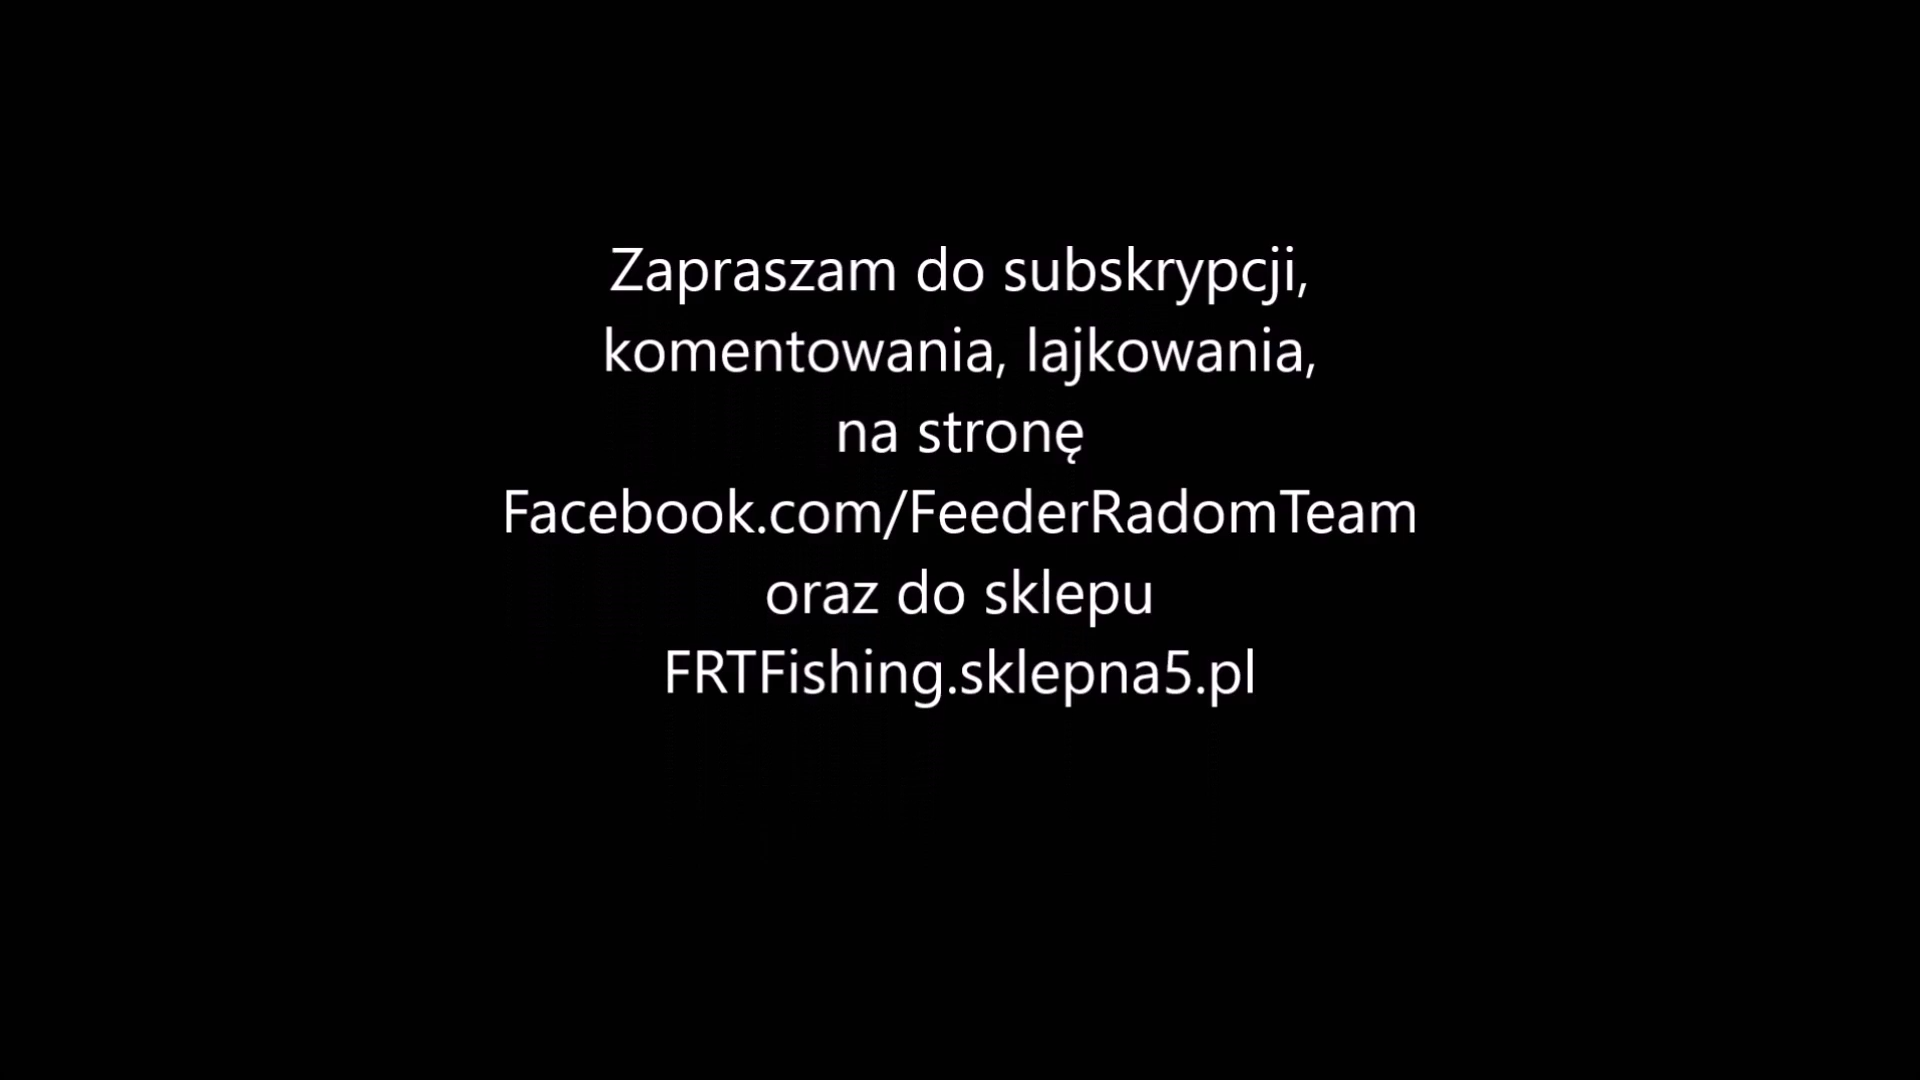 Zapraszam do subskrypcji,
komentowania, lajkowania,
na stronę
Facebook.com/FeederRadomTeam
oraz do sklepu
FRTFishing.sklepna5.pl